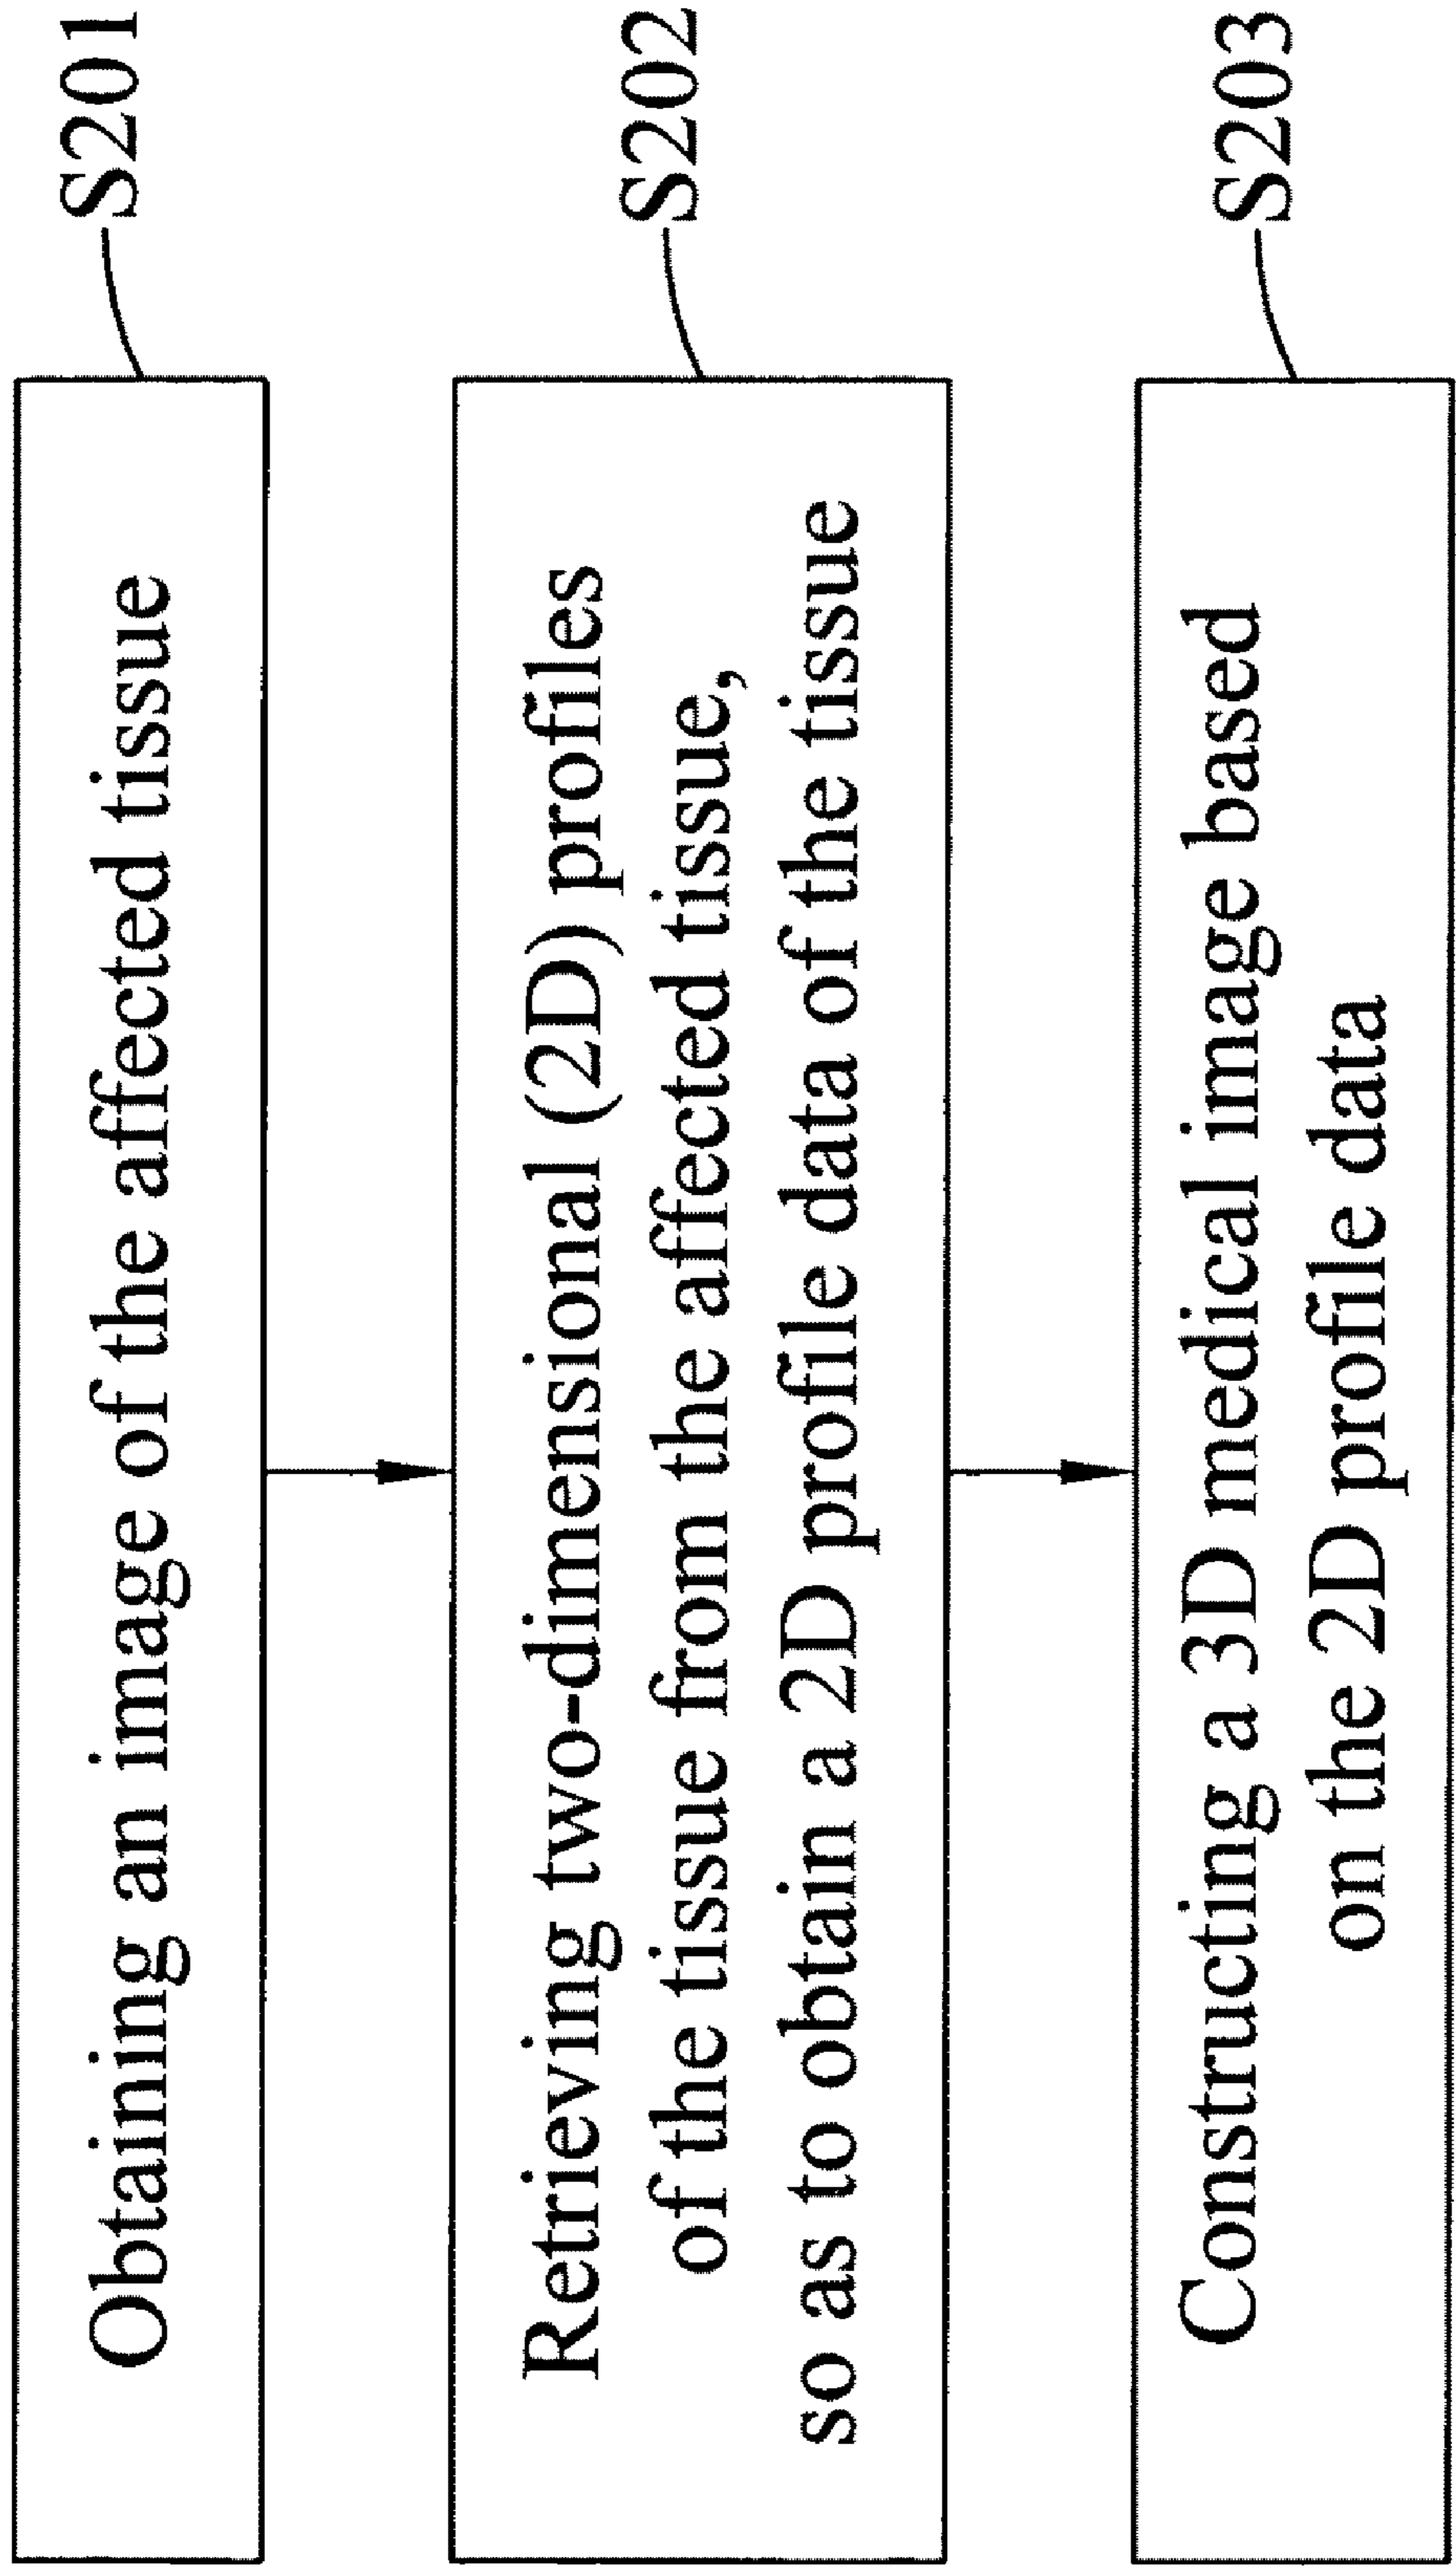 Obtaining an image of the affected tissue
S201
Retrieving two-dimensional (2D) profiles
of the tissue from the affected tissue,
so as to obtain a 2D profile data of the tissue
S202
Constructing a 3D medical image based
on the 2D profile data
S203